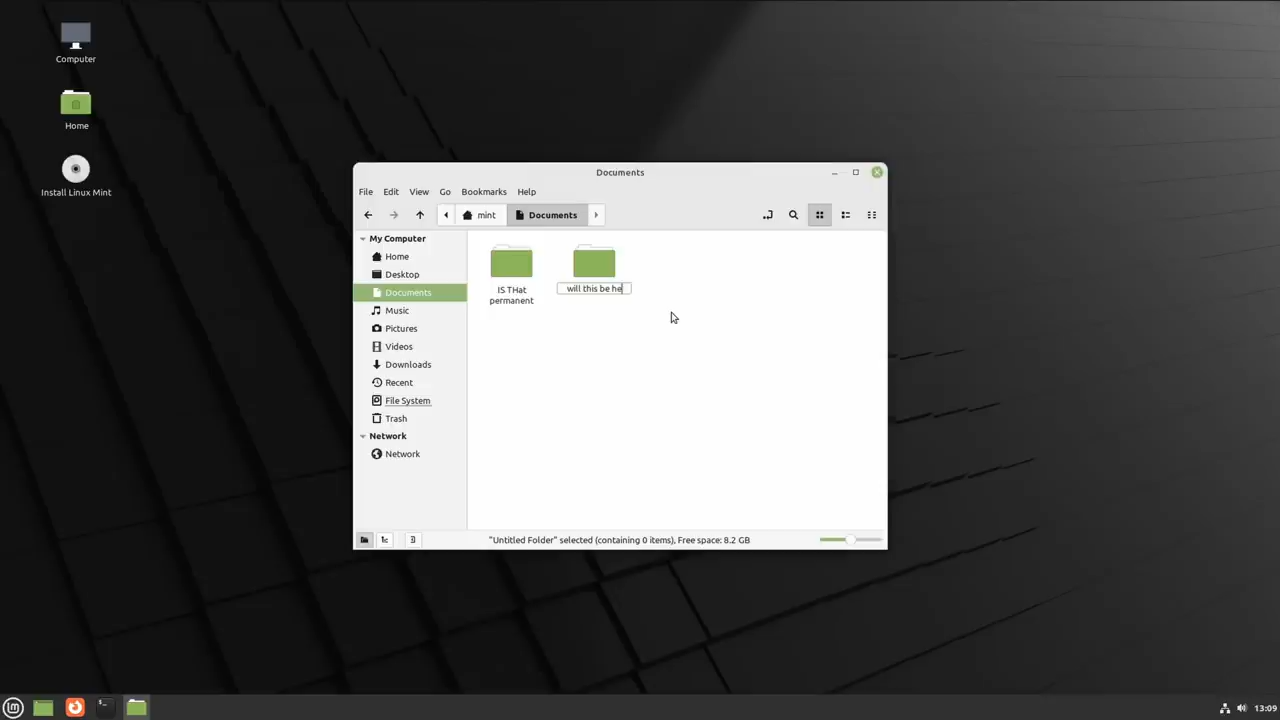 Computer
Home
Install Linux Mint
Documents
File Edit View Go Bookmarks Help
mint Documents
My Computer
Home
Desktop
Documents
Music
Pictures
Videos
Downloads
Recent
File System
Trash
Network
Network
IS THat
permanent
will this be he
"Untitled Folder" selected (containing 0 items), Free space: 8.2 GB
13:09